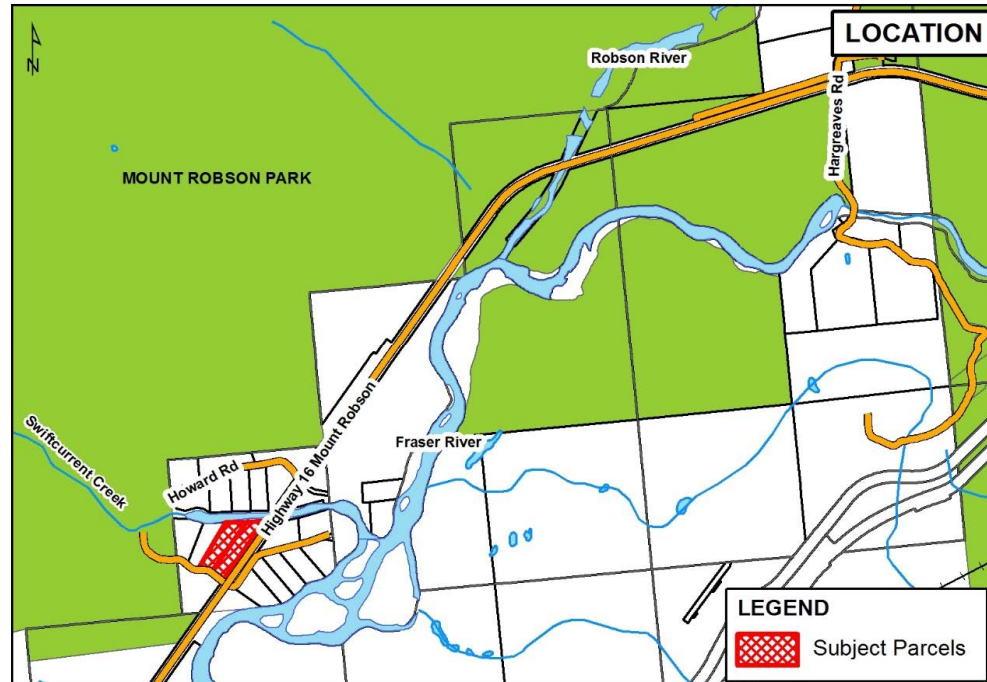 LOCATION
Robson River
Hargreaves Rd
MOUNT ROBSON PARK
Highway 16 Mount Robson
Fraser River
Swiftcurrent Creek
Howard Rd
LEGEND
Subject Parcels
N